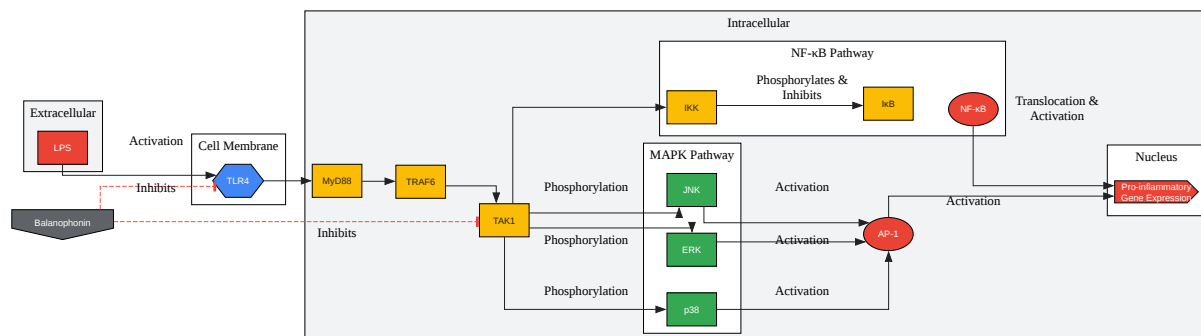 Intracellular
NF-κB Pathway
Phosphorylates &
Inhibits
IKK
IκB
NF-κB
Translocation &
Activation
Extracellular
LPS
Activation
Cell Membrane
TLR4
Inhibits
Balanophonin
MyD88
TRAF6
TAK1
Inhibits
MAPK Pathway
Phosphorylation
JNK
Activation
Phosphorylation
ERK
Activation
AP-1
Phosphorylation
p38
Activation
Nucleus
Pro-inflammatory
Gene Expression
Activation